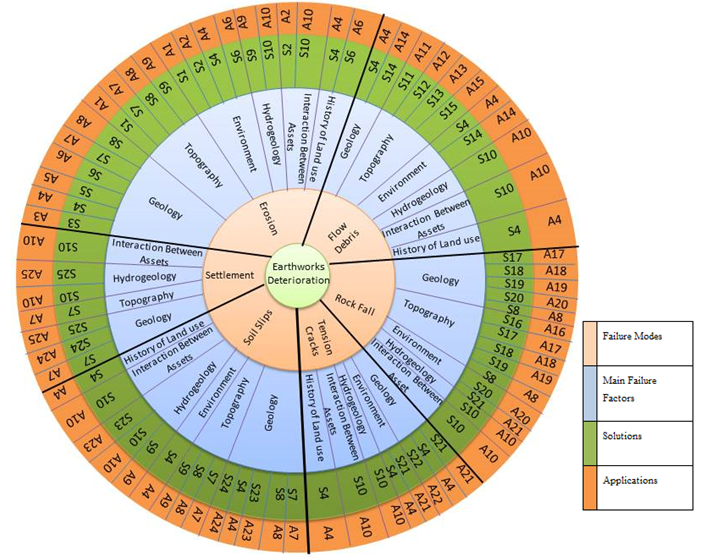 Earthworks
Deterioration
Erosion
Flow
Debris
Rock Fall
Tension
Cracks
Soil Slips
Settlement
Geology
Topography
Environment
Hydrogeology
Interaction Between
Assets
History of Land use
Geology
Topography
Environment
Hydrogeology
Interaction Between
Assets
History of Land use
Geology
Topography
Environment
Hydrogeology
Interaction Between
Asset
Geology
Environment
Hydrogeology
Interaction Between
Assets
History of Land use
Geology
Topography
Environment
Hydrogeology
Interaction Between
Assets
History of Land use
Geology
Topography
Hydrogeology
Interaction Between
Assets
S4
S14
S11
S12
S13
S15
S4
S14
S10
S10
S4
S17
S18
S19
S20
S8
S16
S17
S18
S19
S8
S20
S21
S10
S10
S21
S4
S22
S21
S4
S10
S10
S4
S7
S8
S23
S4
S24
S7
S8
S9
S4
S9
S10
S23
S10
S4
S7
S24
S25
S7
S10
S25
S10
S3
S4
S5
S6
S7
S8
S1
S7
S8
S9
S1
S2
S4
S6
S9
S10
S2
S10
S4
S6
A4
A14
A11
A12
A13
A15
A4
A14
A10
A10
A4
A17
A18
A19
A20
A8
A16
A17
A18
A19
A8
A20
A21
A10
A10
A21
A4
A22
A21
A4
A10
A10
A4
A7
A8
A23
A4
A24
A7
A8
A4
A9
A10
A23
A10
A4
A7
A24
A25
A7
A10
A25
A10
A3
A4
A5
A6
A7
A8
A1
A7
A8
A9
A1
A2
A4
A6
A9
A10
A2
A10
A4
A6
Failure Modes
Main Failure
Factors
Solutions
Applications